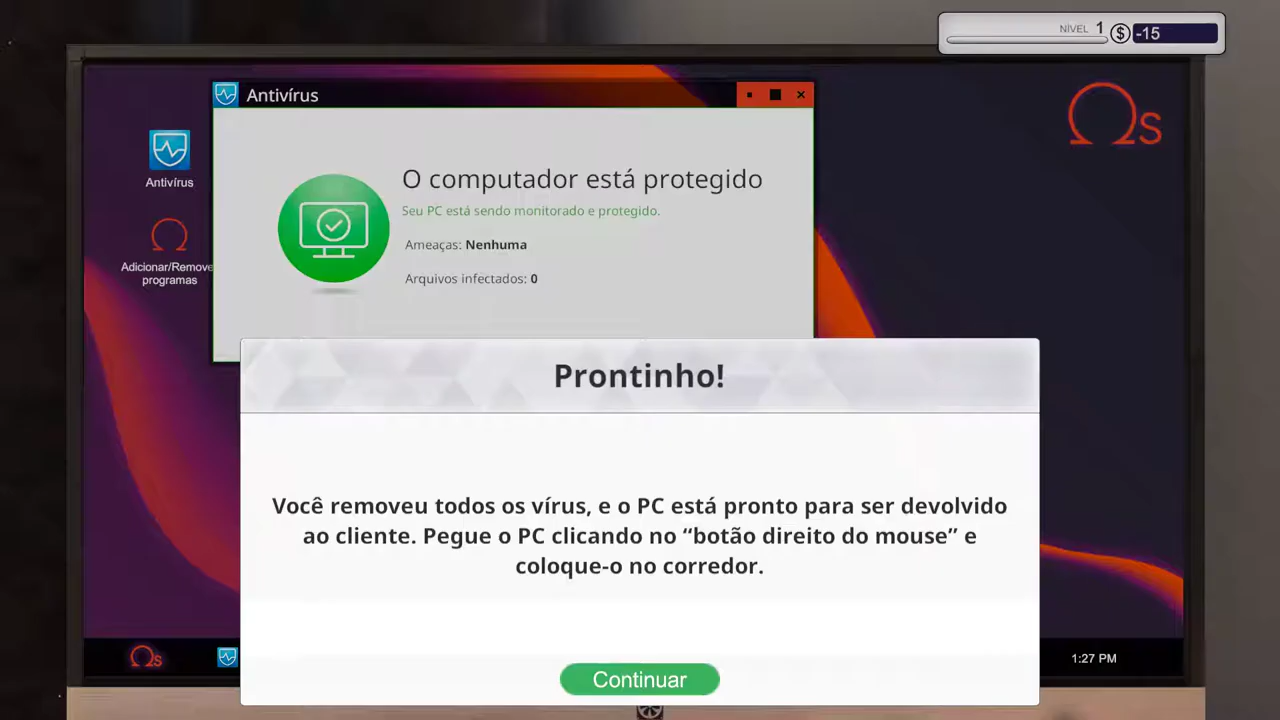 NÍVEL 1 $ -15
Antivírus
Ωs
O computador está protegido
Seu PC está sendo monitorado e protegido.
Ameaças: Nenhuma
Arquivos infectados: 0
Antivírus
Adicionar/Remove
programas
Prontinho!
Você removeu todos os vírus, e o PC está pronto para ser devolvido
ao cliente. Pegue o PC clicando no “botão direito do mouse” e
coloque-o no corredor.
Continuar
Ωs
1:27 PM